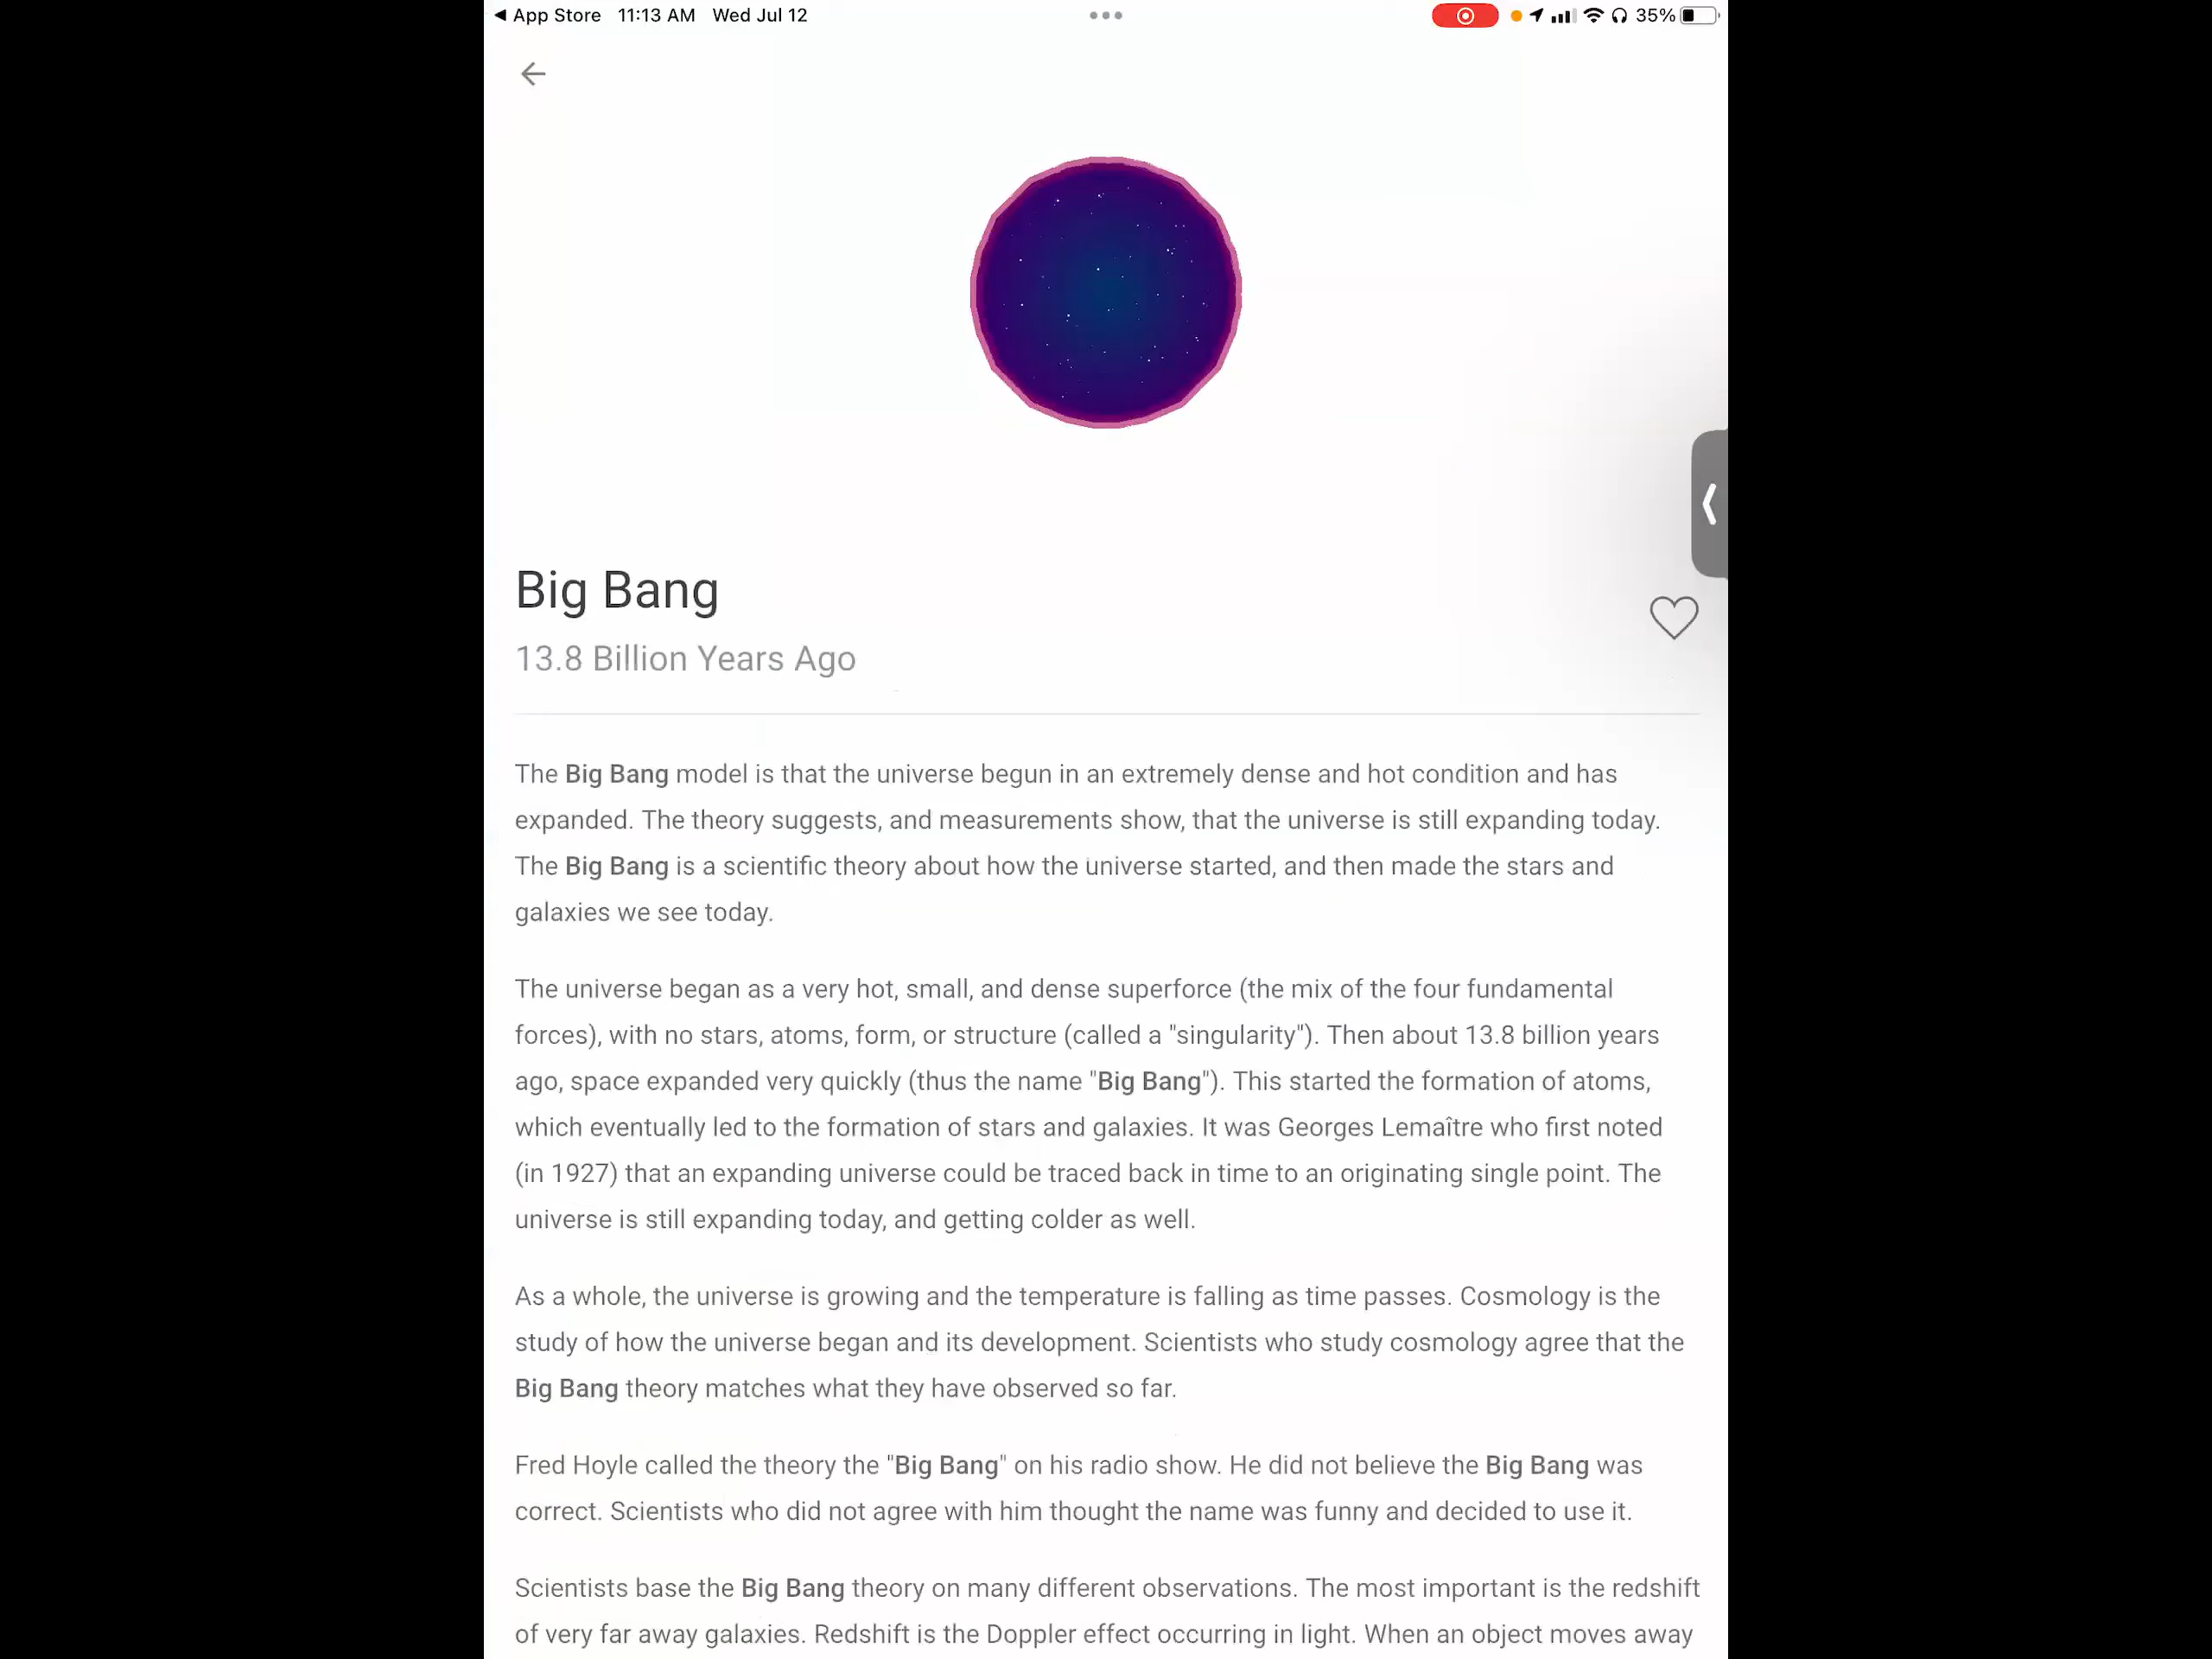 ◀ App Store 11:13 AM Wed Jul 12 35%
Big Bang
13.8 Billion Years Ago
The Big Bang model is that the universe begun in an extremely dense and hot condition and has
expanded. The theory suggests, and measurements show, that the universe is still expanding today.
The Big Bang is a scientific theory about how the universe started, and then made the stars and
galaxies we see today.
The universe began as a very hot, small, and dense superforce (the mix of the four fundamental
forces), with no stars, atoms, form, or structure (called a "singularity"). Then about 13.8 billion years
ago, space expanded very quickly (thus the name "Big Bang"). This started the formation of atoms,
which eventually led to the formation of stars and galaxies. It was Georges Lemaître who first noted
(in 1927) that an expanding universe could be traced back in time to an originating single point. The
universe is still expanding today, and getting colder as well.
As a whole, the universe is growing and the temperature is falling as time passes. Cosmology is the
study of how the universe began and its development. Scientists who study cosmology agree that the
Big Bang theory matches what they have observed so far.
Fred Hoyle called the theory the "Big Bang" on his radio show. He did not believe the Big Bang was
correct. Scientists who did not agree with him thought the name was funny and decided to use it.
Scientists base the Big Bang theory on many different observations. The most important is the redshift
of very far away galaxies. Redshift is the Doppler effect occurring in light. When an object moves away